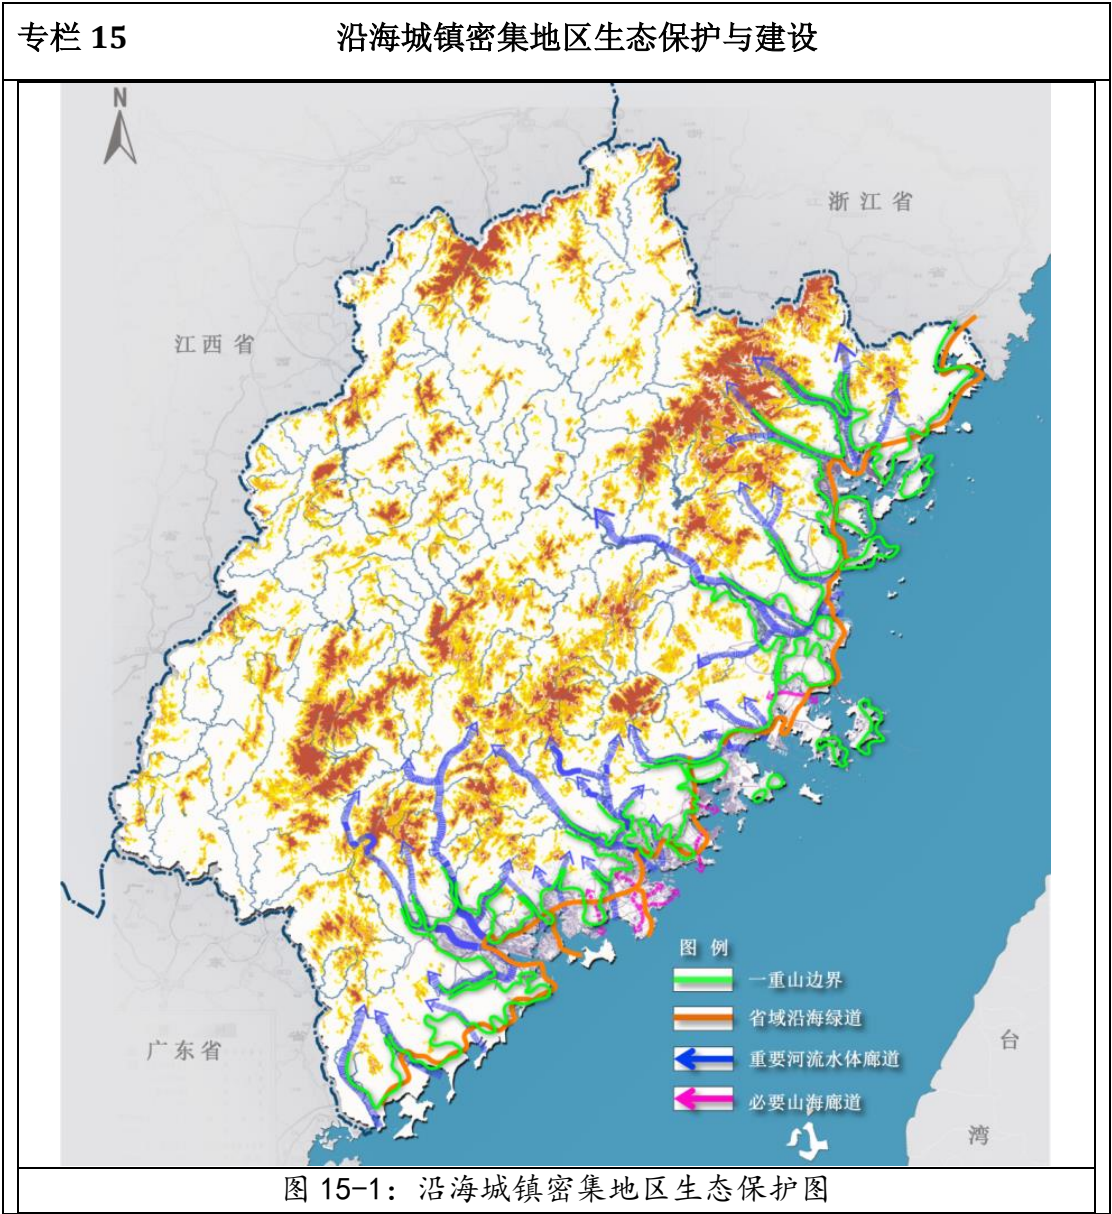 专栏 15 沿海城镇密集地区生态保护与建设
N
浙江省
江西省
广东省
台
湾
图 例
一重山边界
省域沿海绿道
重要河流水体廊道
必要山海廊道
图 15-1：沿海城镇密集地区生态保护图